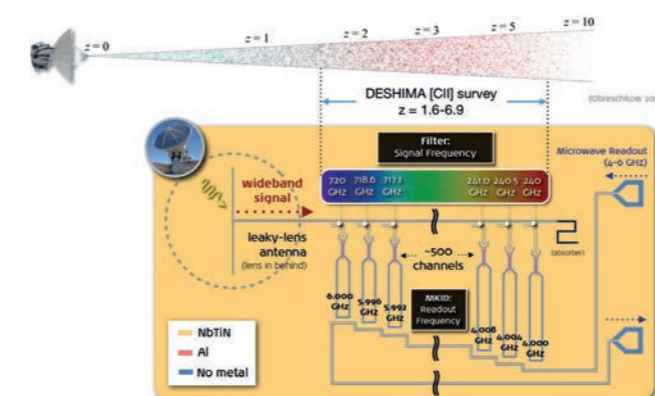 z=0
z=1
z=2
z=3
z=5
z=10
DESHIMA [CII] survey
z = 1.6-6.9
(Obreschkow 20
Filter:
Signal Frequency
Microwave Readout
(4-6 GHz)
720 GHz
718.6 GHz
717.1 GHz
241.0 GHz
240.5 GHz
240 GHz
wideband
signal
leaky-lens
antenna
(lens in behind)
~500
channels
(absorber)
6.000 GHz
5.996 GHz
5.992 GHz
MKID:
Readout
Frequency
4.008 GHz
4.004 GHz
4.000 GHz
NbTiN
Al
No metal